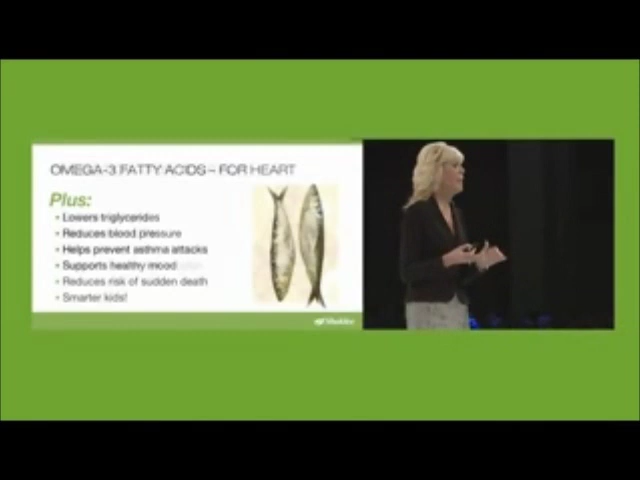 OMEGA-3 FATTY ACIDS – FOR HEART
Plus:
• Lowers triglycerides
• Reduces blood pressure
• Helps prevent asthma attacks
• Supports healthy mood
• Reduces risk of sudden death
• Smarter kids!